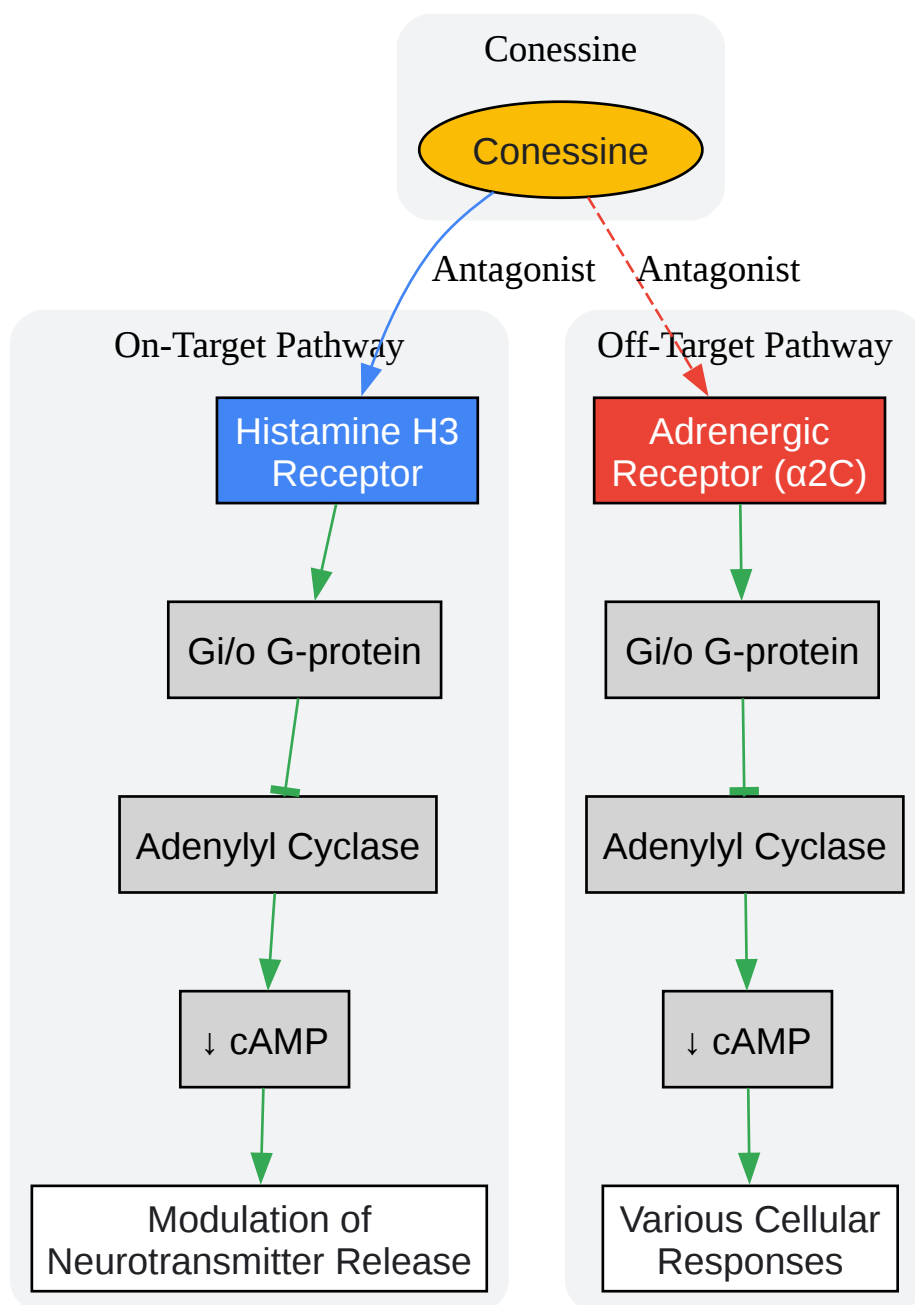 Conessine
Conessine
Antagonist
Antagonist
On-Target Pathway
Off-Target Pathway
Histamine H3
Receptor
Adrenergic
Receptor (α2C)
Gi/o G-protein
Gi/o G-protein
Adenylyl Cyclase
Adenylyl Cyclase
↓ cAMP
↓ cAMP
Modulation of
Neurotransmitter Release
Various Cellular
Responses